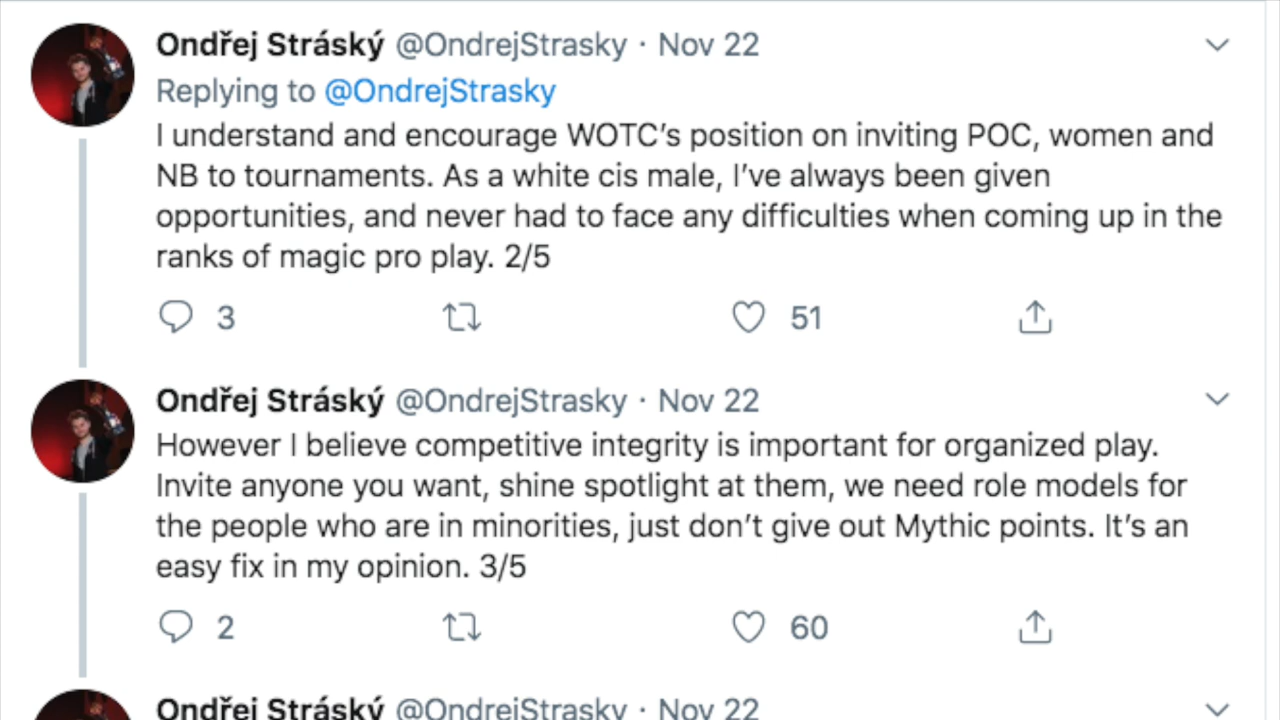 Ondřej Stráský @OndrejStrasky · Nov 22
Replying to @OndrejStrasky
I understand and encourage WOTC’s position on inviting POC, women and
NB to tournaments. As a white cis male, I’ve always been given
opportunities, and never had to face any difficulties when coming up in the
ranks of magic pro play. 2/5
3 51
Ondřej Stráský @OndrejStrasky · Nov 22
However I believe competitive integrity is important for organized play.
Invite anyone you want, shine spotlight at them, we need role models for
the people who are in minorities, just don’t give out Mythic points. It’s an
easy fix in my opinion. 3/5
2 60
Ondřej Stráský @OndrejStrasky · Nov 22